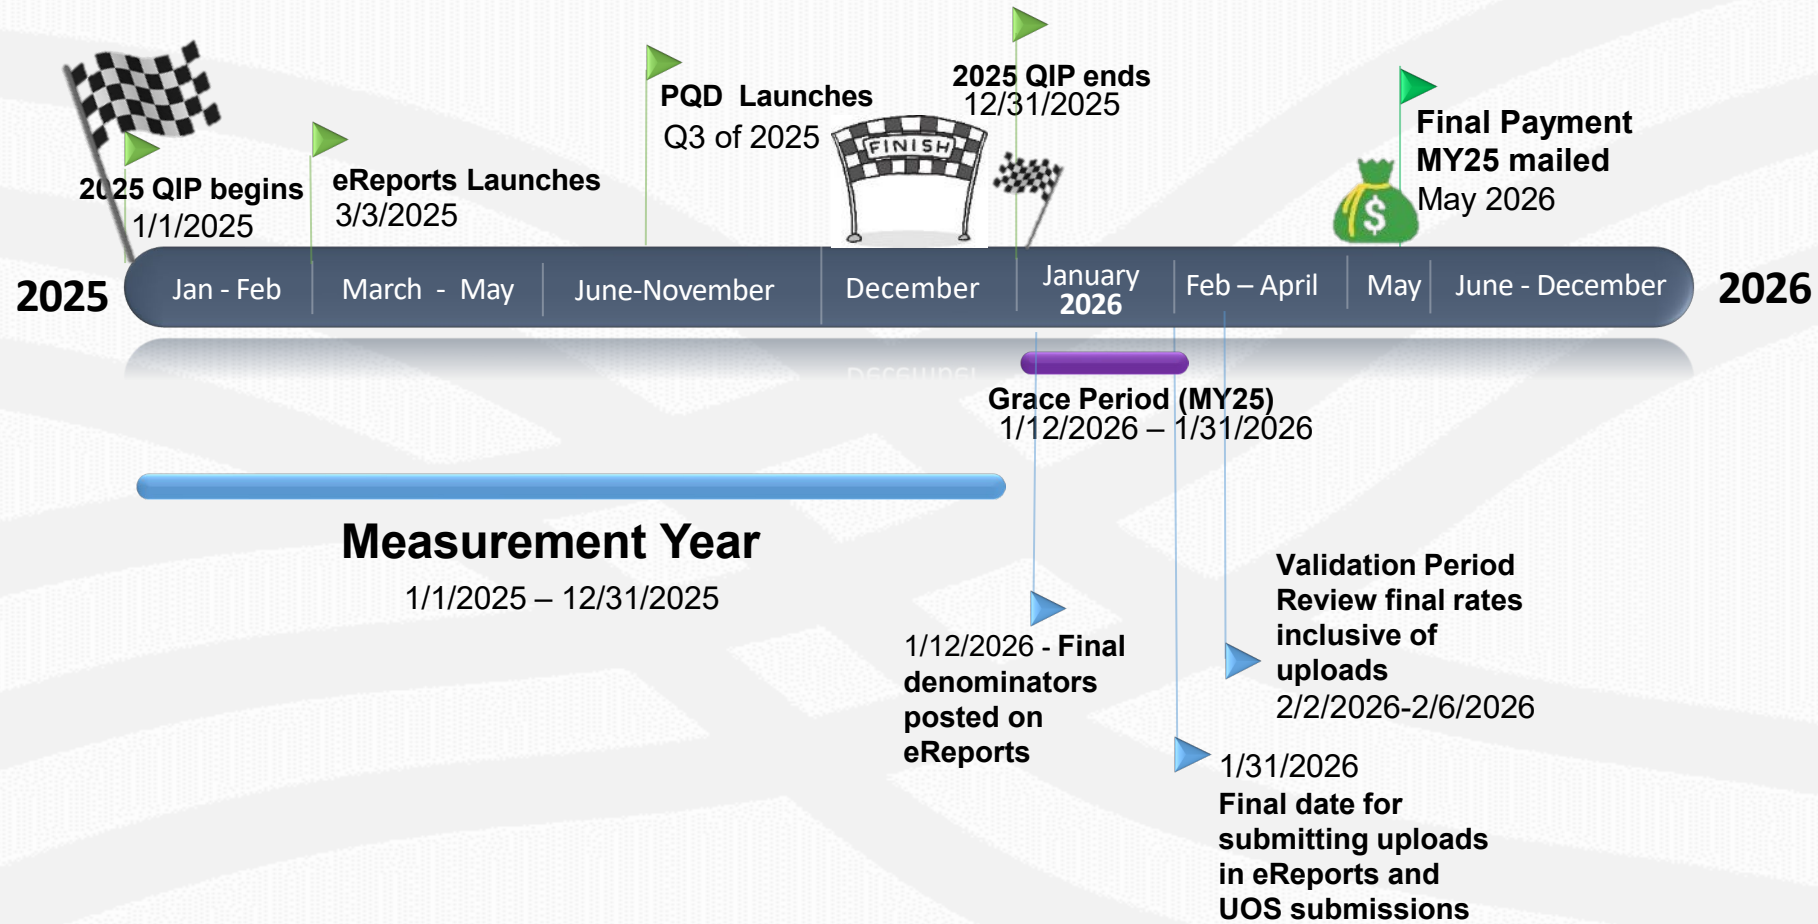 2025 QIP begins
1/1/2025
eReports Launches
3/3/2025
PQD Launches
Q3 of 2025
FINISH
2025 QIP ends
12/31/2025
Final Payment
MY25 mailed
May 2026
$
2025
Jan - Feb
March - May
June-November
December
January
2026
Feb – April
May
June - December
2026
Grace Period (MY25)
1/12/2026 – 1/31/2026
Measurement Year
1/1/2025 – 12/31/2025
1/12/2026 - Final
denominators
posted on
eReports
Validation Period
Review final rates
inclusive of
uploads
2/2/2026-2/6/2026
1/31/2026
Final date for
submitting uploads
in eReports and
UOS submissions